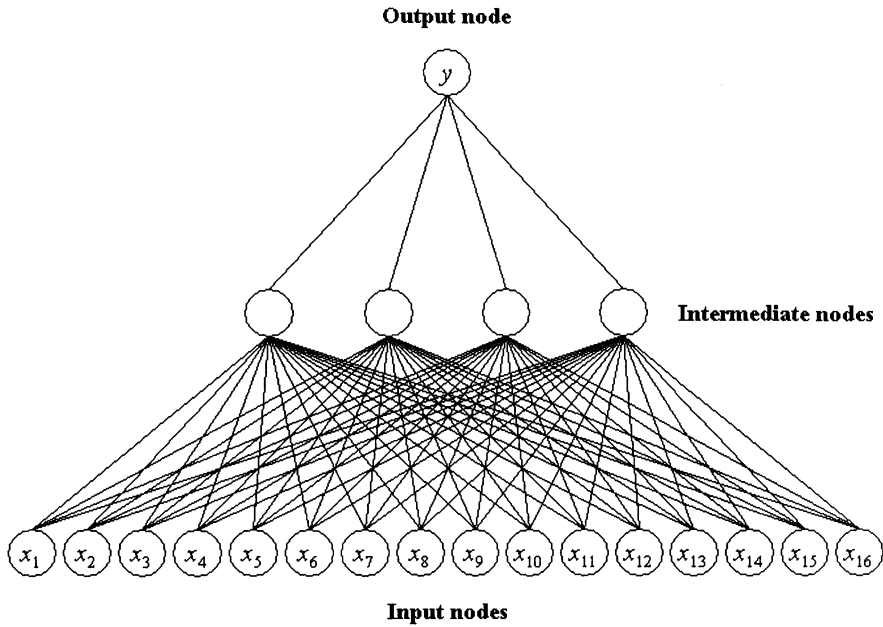 Output node
y
Intermediate nodes
x1 x2 x3 x4 x5 x6 x7 x8 x9 x10 x11 x12 x13 x14 x15 x16
Input nodes